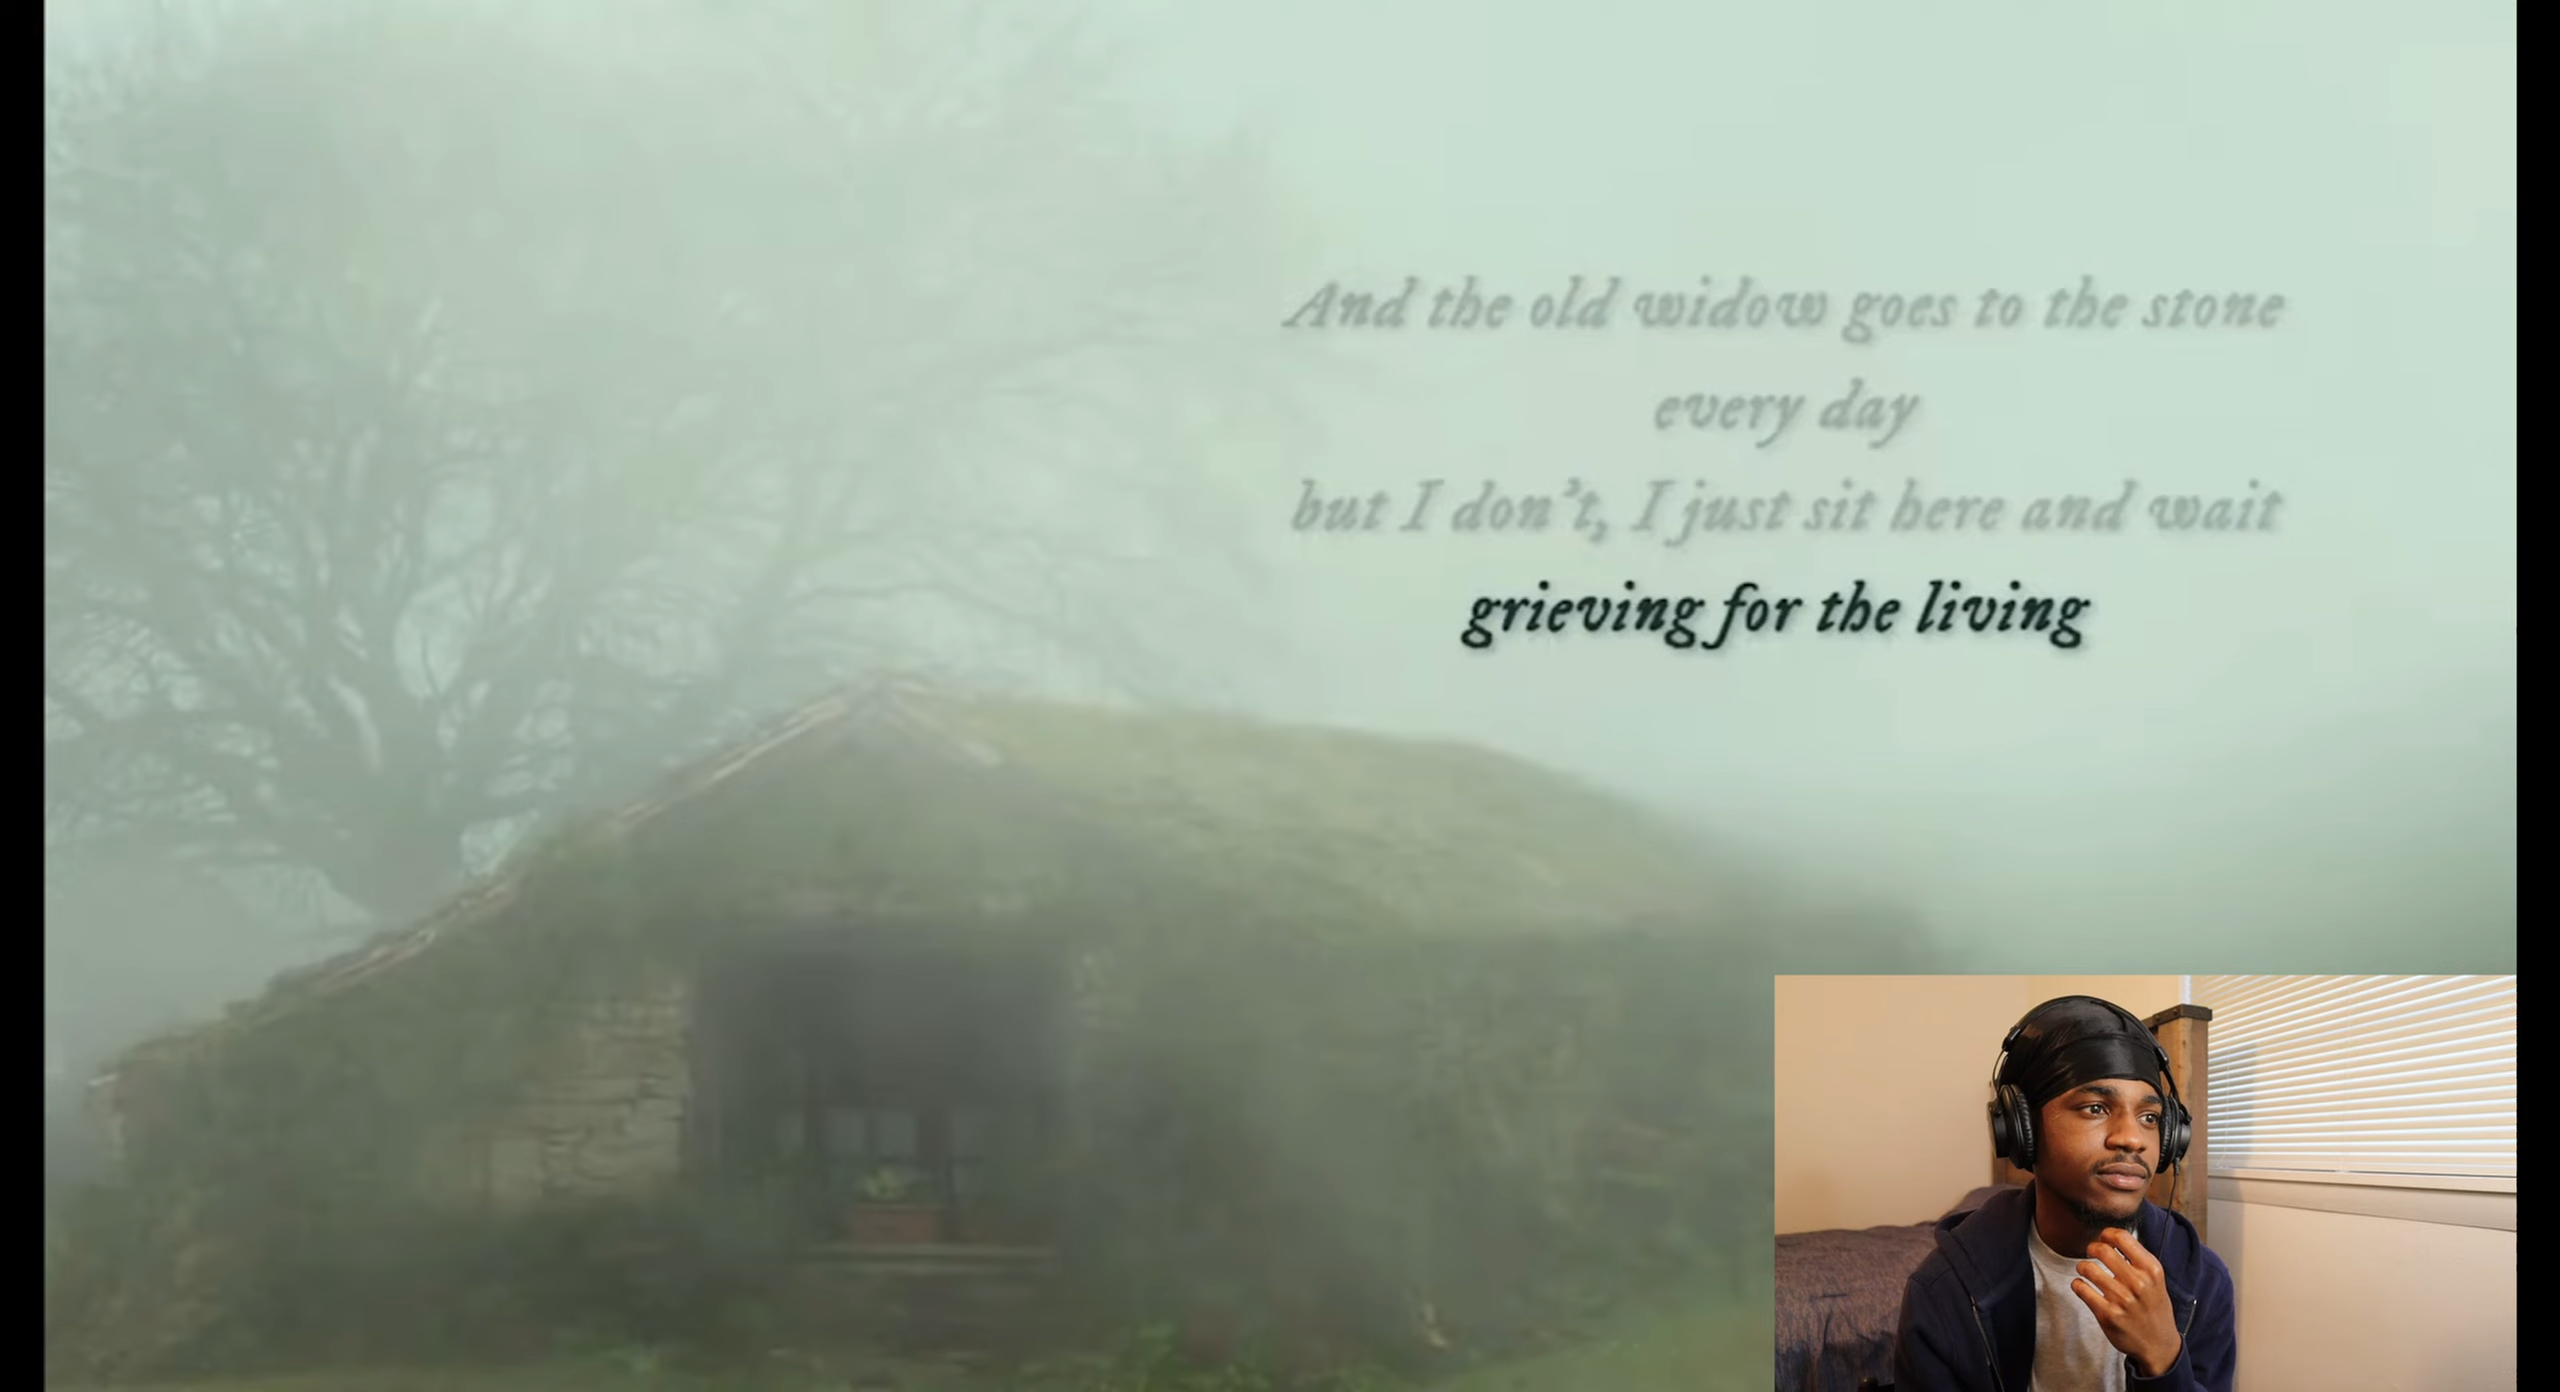 And the old widow goes to the stone
every day
but I don't, I just sit here and wait
grieving for the living